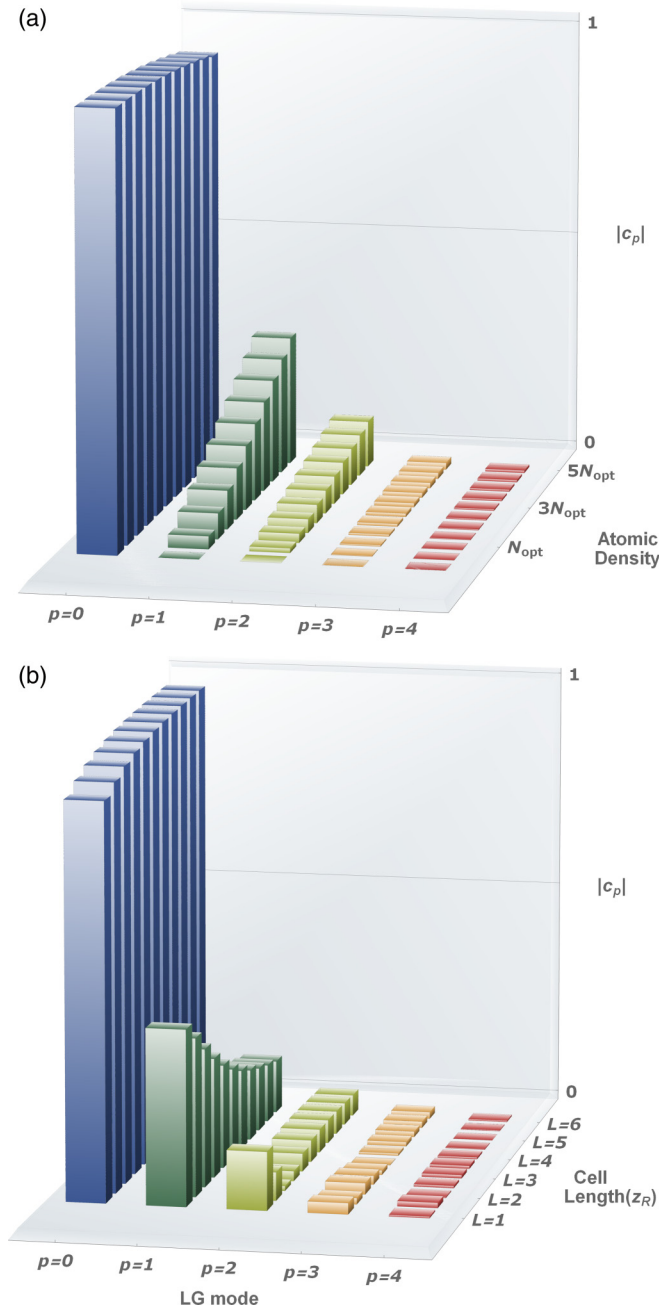 (a)
1
|c_p|
0
5N_opt
3N_opt
N_opt
Atomic
Density
p=0
p=1
p=2
p=3
p=4
(b)
1
|c_p|
0
L=6
L=5
L=4
L=3
L=2
L=1
Cell
Length(z_R)
p=0
p=1
p=2
p=3
p=4
LG mode